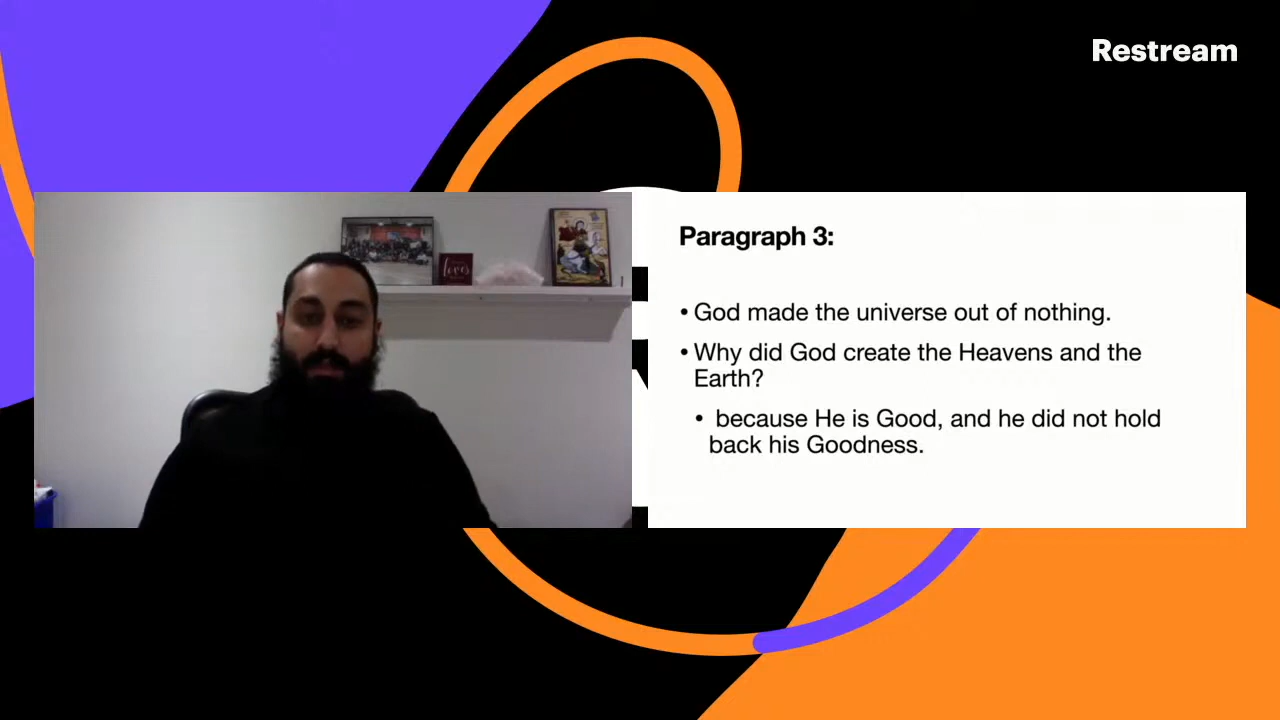 Restream
loves
Paragraph 3:
• God made the universe out of nothing.
• Why did God create the Heavens and the
Earth?
• because He is Good, and he did not hold
back his Goodness.